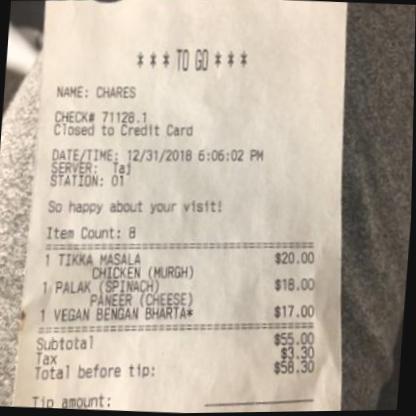 *** TO GO ***
NAME: CHARES
CHECK# 71128.1
Closed to Credit Card
DATE/TIME: 12/31/2018 6:06:02 PM
SERVER: Taj
STATION: 01
So happy about your visit!
Item Count: 8
1 TIKKA MASALA $20.00
CHICKEN (MURGH)
1 PALAK (SPINACH) $18.00
PANEER (CHEESE)
1 VEGAN BENGAN BHARTA* $17.00
Subtotal $55.00
Tax $3.30
Total before tip: $58.30
Tip amount: